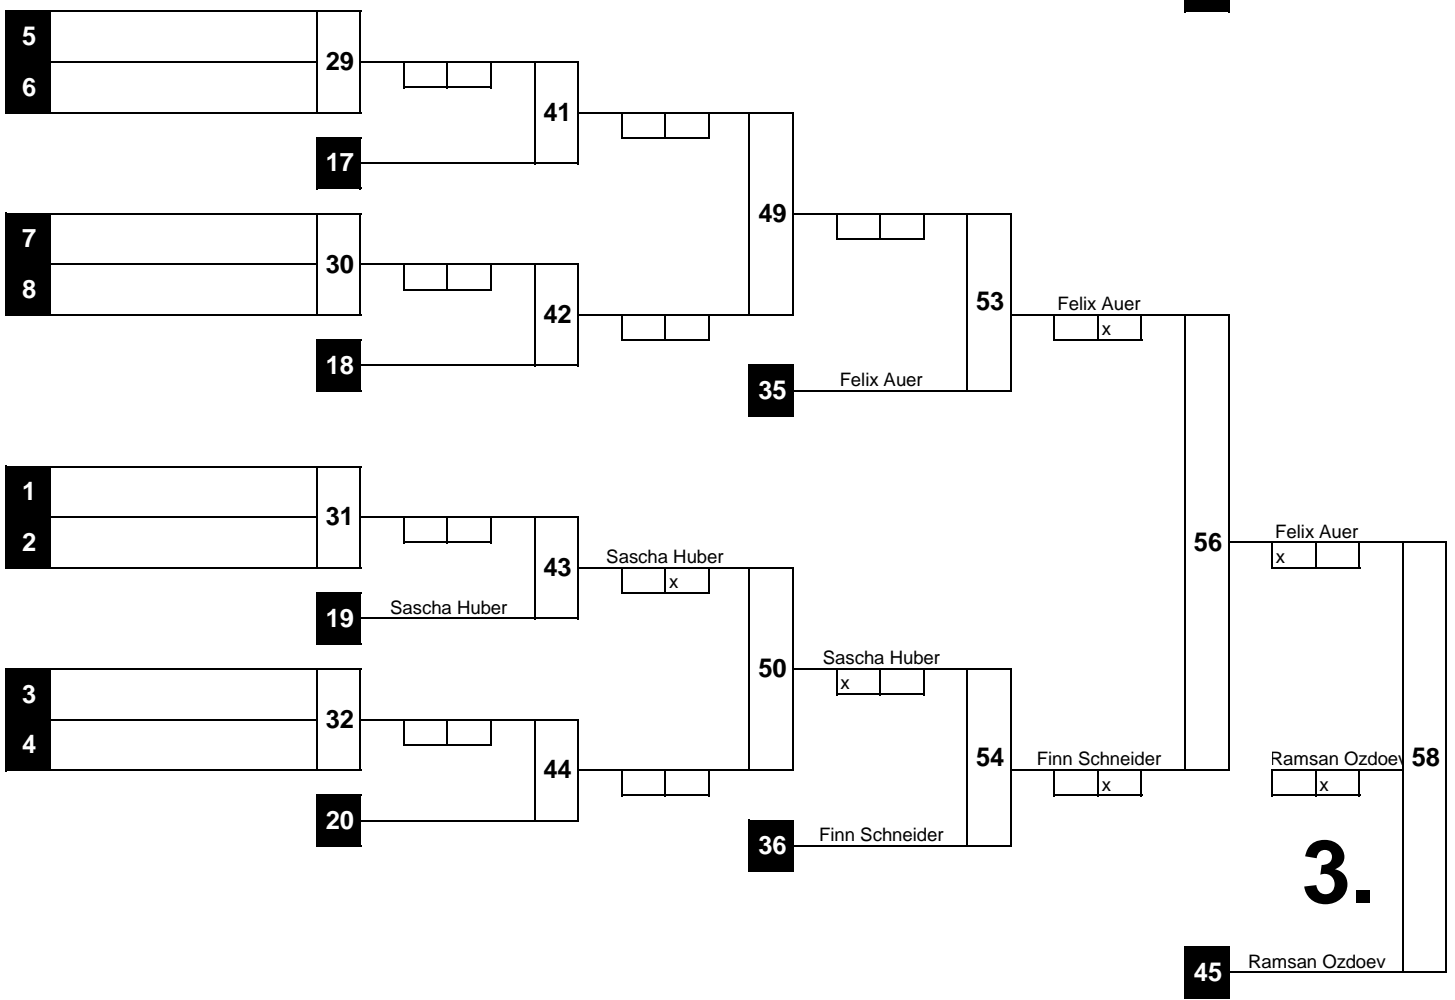 5
29
6
41
17
7
49
30
8
42
53
Felix Auer
x
18
35
Felix Auer
1
31
2
56
Felix Auer
x
43
Sascha Huber
x
19
Sascha Huber
50
Sascha Huber
x
3
32
4
44
54
Finn Schneider
x
Ramsan Ozdoev
58
x
20
36
Finn Schneider
3.
45
Ramsan Ozdoev